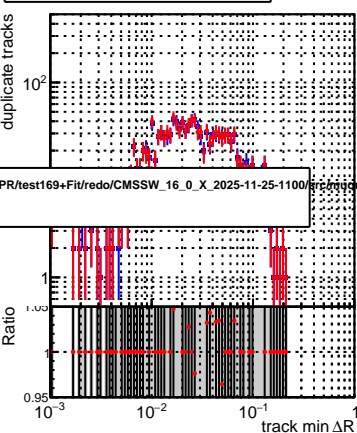 duplicate tracks
10²
PR/test169+Fit/redo/CMSSW_16_0_X_2025-11-25-1100/src/
1
1.05
Ratio
1
0.95
10⁻³ 10⁻² 10⁻¹ 1
track min ΔR